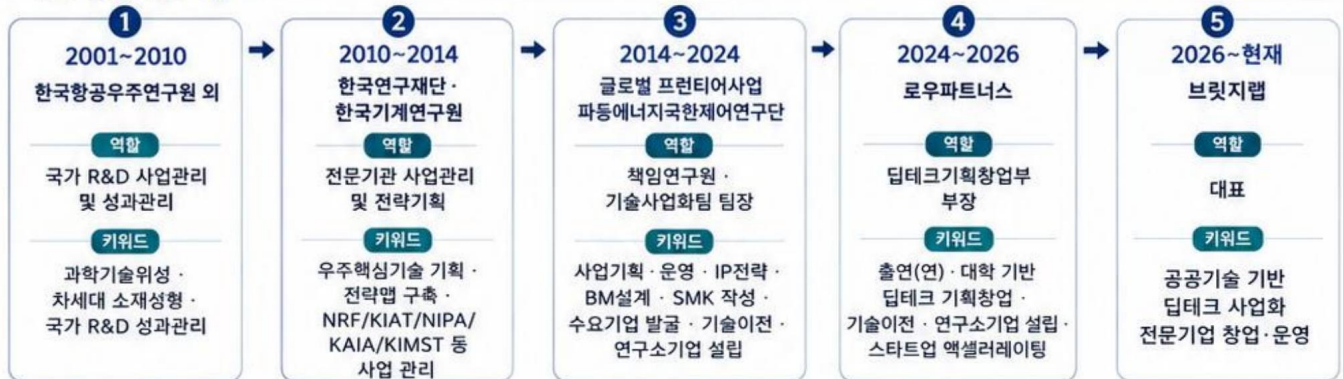 1
2001~2010
한국항공우주연구원 외
역할
국가 R&D 사업관리
및 성과관리
키워드
과학기술위성 ·
차세대 소재성형 ·
국가 R&D 성과관리
2
2010~2014
한국연구재단 ·
한국기계연구원
역할
전문기관 사업관리
및 전략기획
키워드
우주핵심기술 기획 ·
전략맵 구축 ·
NRF/KIAT/NIPA/
KAIA/KIMST 동
사업 관리
3
2014~2024
글로벌 프런티어사업
파동에너지국한제어연구단
역할
책임연구원 ·
기술사업화팀 팀장
키워드
사업기획 · 운영 · IP전략 ·
BM설계 · SMK 작성 ·
수요기업 발굴 · 기술이전 ·
연구소기업 설립
4
2024~2026
로우파트너스
역할
딥테크기획창업부
부장
키워드
출연(연) · 대학 기반
딥테크 기획창업 ·
기술이전 · 연구소기업 설립 ·
스타트업 액셀러레이팅
5
2026~현재
브릿지랩
역할
대표
키워드
공공기술 기반
딥테크 사업화
전문기업 창업·운영